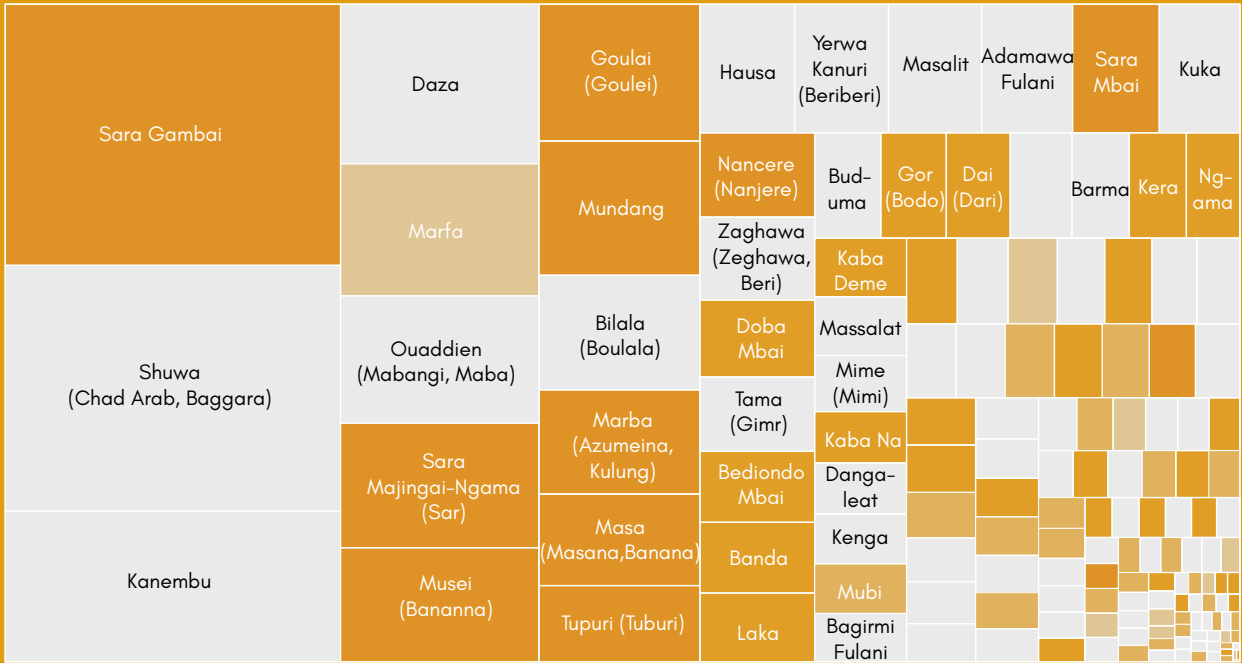 Sara Gambai
Shuwa
(Chad Arab, Baggara)
Kanembu
Daza
Marfa
Ouaddien
(Mabangi, Maba)
Sara
Majingai-Ngama
(Sar)
Musei
(Bananna)
Goulai
(Goulei)
Mundang
Bilala
(Boulala)
Marba
(Azumeina,
Kulung)
Masa
(Masana,Banana)
Tupuri (Tuburi)
Hausa
Yerwa
Kanuri
(Beriberi)
Masalit
Adamawa
Fulani
Sara
Mbai
Kuka
Nancere
(Nanjere)
Zaghawa
(Zeghawa,
Beri)
Doba
Mbai
Tama
(Gimr)
Bediondo
Mbai
Banda
Laka
Bud-
uma
Gor
(Bodo)
Dai
(Dari)
Barma
Kera
Ng-
ama
Kaba
Deme
Massalat
Mime
(Mimi)
Kaba Na
Danga-
leat
Kenga
Mubi
Bagirmi
Fulani